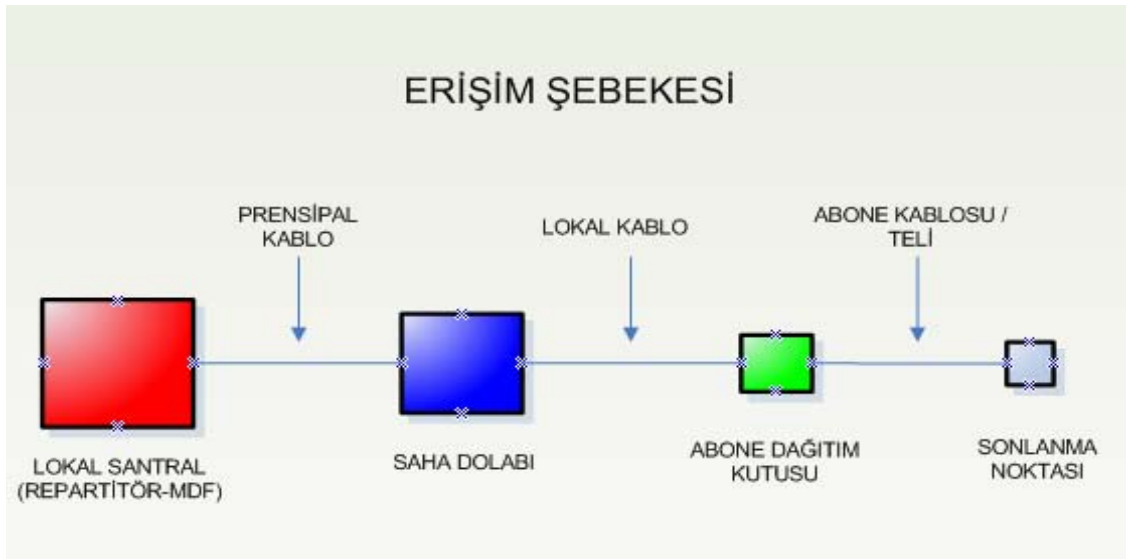 ERİŞİM ŞEBEKESİ
PRENSİPAL
KABLO
LOKAL KABLO
ABONE KABLOSU /
TELİ
LOKAL SANTRAL
(REPARTİTÖR-MDF)
SAHA DOLABI
ABONE DAĞITIM
KUTUSU
SONLANMA
NOKTASI